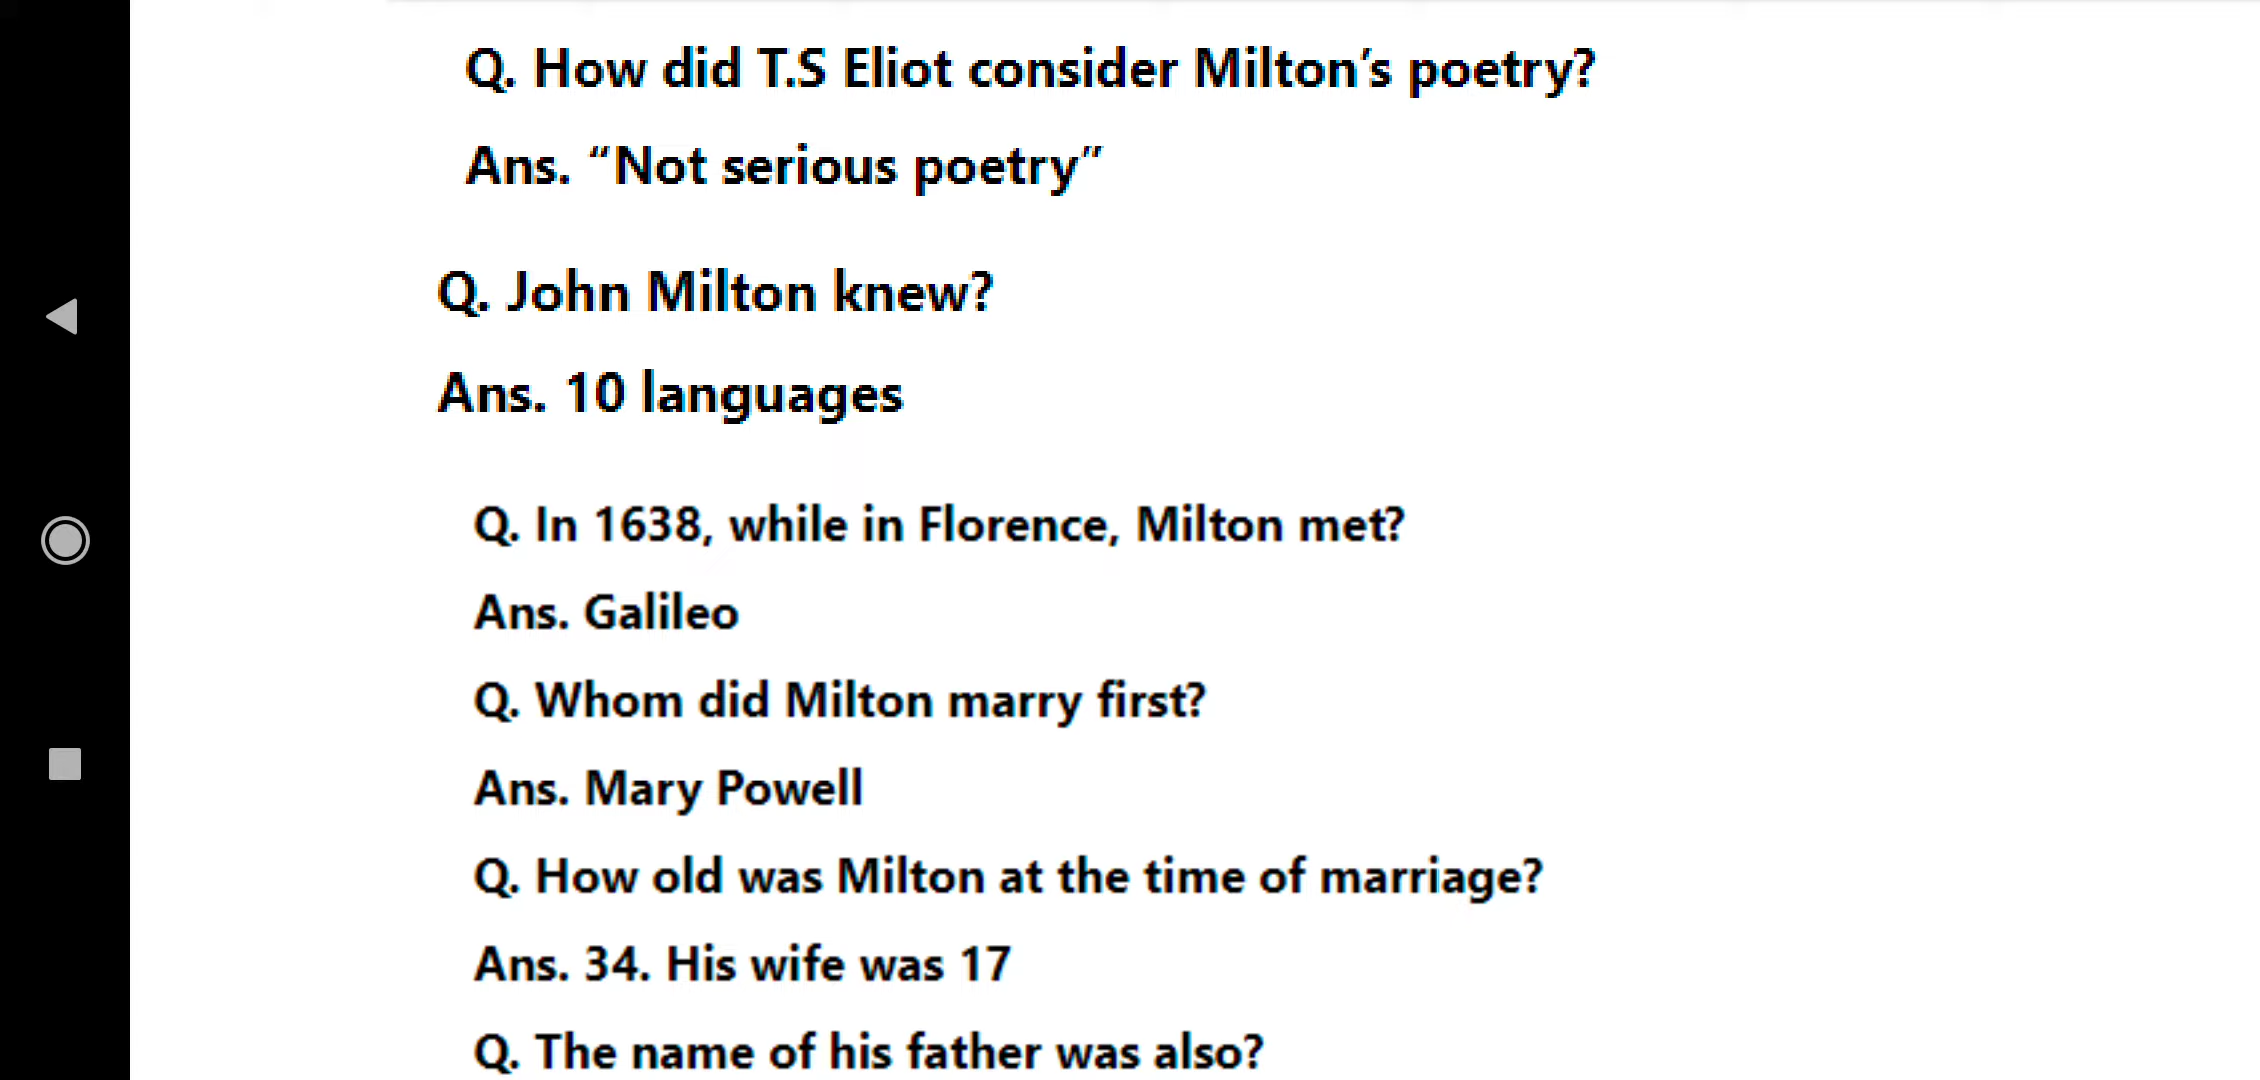 Q. How did T.S Eliot consider Milton’s poetry?
Ans. “Not serious poetry”
Q. John Milton knew?
Ans. 10 languages
Q. In 1638, while in Florence, Milton met?
Ans. Galileo
Q. Whom did Milton marry first?
Ans. Mary Powell
Q. How old was Milton at the time of marriage?
Ans. 34. His wife was 17
Q. The name of his father was also?